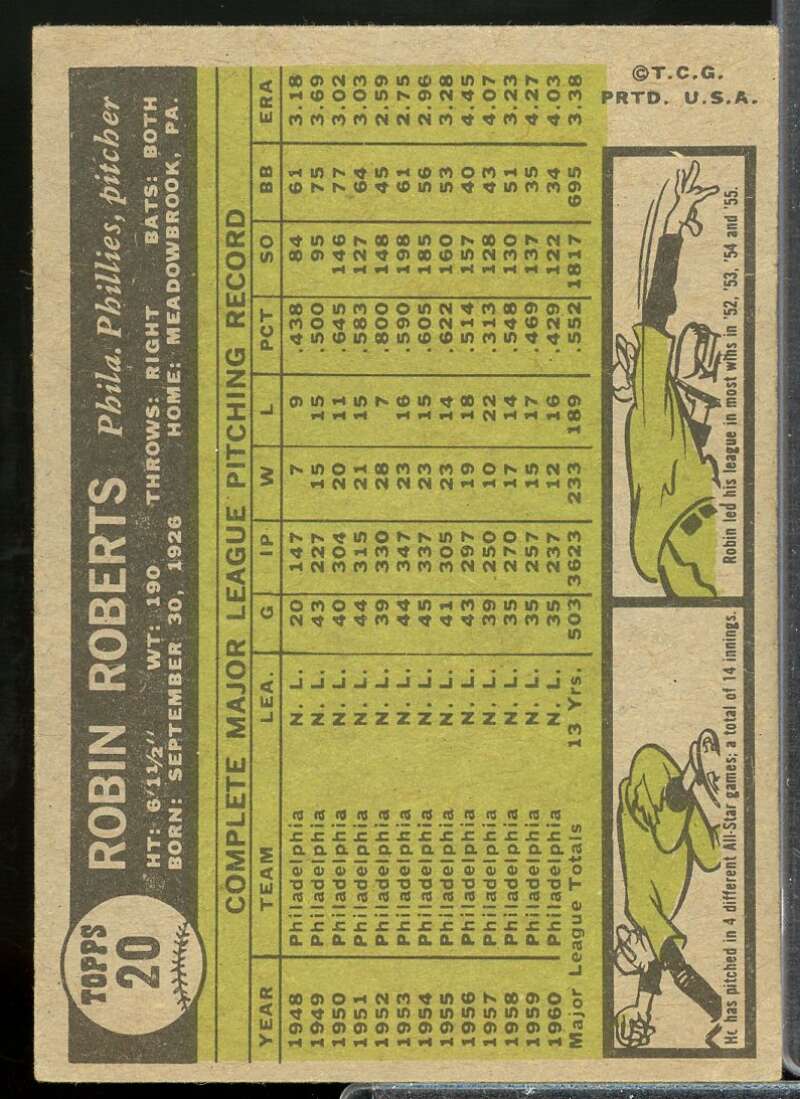 TOPPS
20
ROBIN ROBERTS Phila. Phillies, pitcher
HT: 6'1 1/2" WT: 190 THROWS: RIGHT BATS: BOTH
BORN: SEPTEMBER 30, 1926 HOME: MEADOWBROOK, PA.
COMPLETE MAJOR LEAGUE PITCHING RECORD
YEAR TEAM LEA. G IP W L PCT SO BB ERA
1948 Philadelphia N. L. 20 147 7 9 .438 84 61 3.18
1949 Philadelphia N. L. 43 227 15 15 .500 95 75 3.69
1950 Philadelphia N. L. 40 304 20 11 .645 146 77 3.02
1951 Philadelphia N. L. 44 315 21 15 .583 127 64 3.03
1952 Philadelphia N. L. 39 330 28 7 .800 148 45 2.59
1953 Philadelphia N. L. 44 347 23 16 .590 198 61 2.75
1954 Philadelphia N. L. 45 337 23 15 .605 185 56 2.96
1955 Philadelphia N. L. 41 305 23 14 .622 160 53 3.28
1956 Philadelphia N. L. 43 297 19 18 .514 157 40 4.45
1957 Philadelphia N. L. 39 250 10 22 .313 128 43 4.07
1958 Philadelphia N. L. 35 270 17 14 .548 130 51 3.23
1959 Philadelphia N. L. 35 257 15 17 .469 137 35 4.27
1960 Philadelphia N. L. 35 237 12 16 .429 122 34 4.03
Major League Totals 13 Yrs. 503 3623 233 189 .552 1817 695 3.38
He has pitched in 4 different All-Star games; a total of 14 innings.
Robin led his league in most wins in '52, '53, '54 and '55.
©T.C.G.
PRTD. U.S.A.